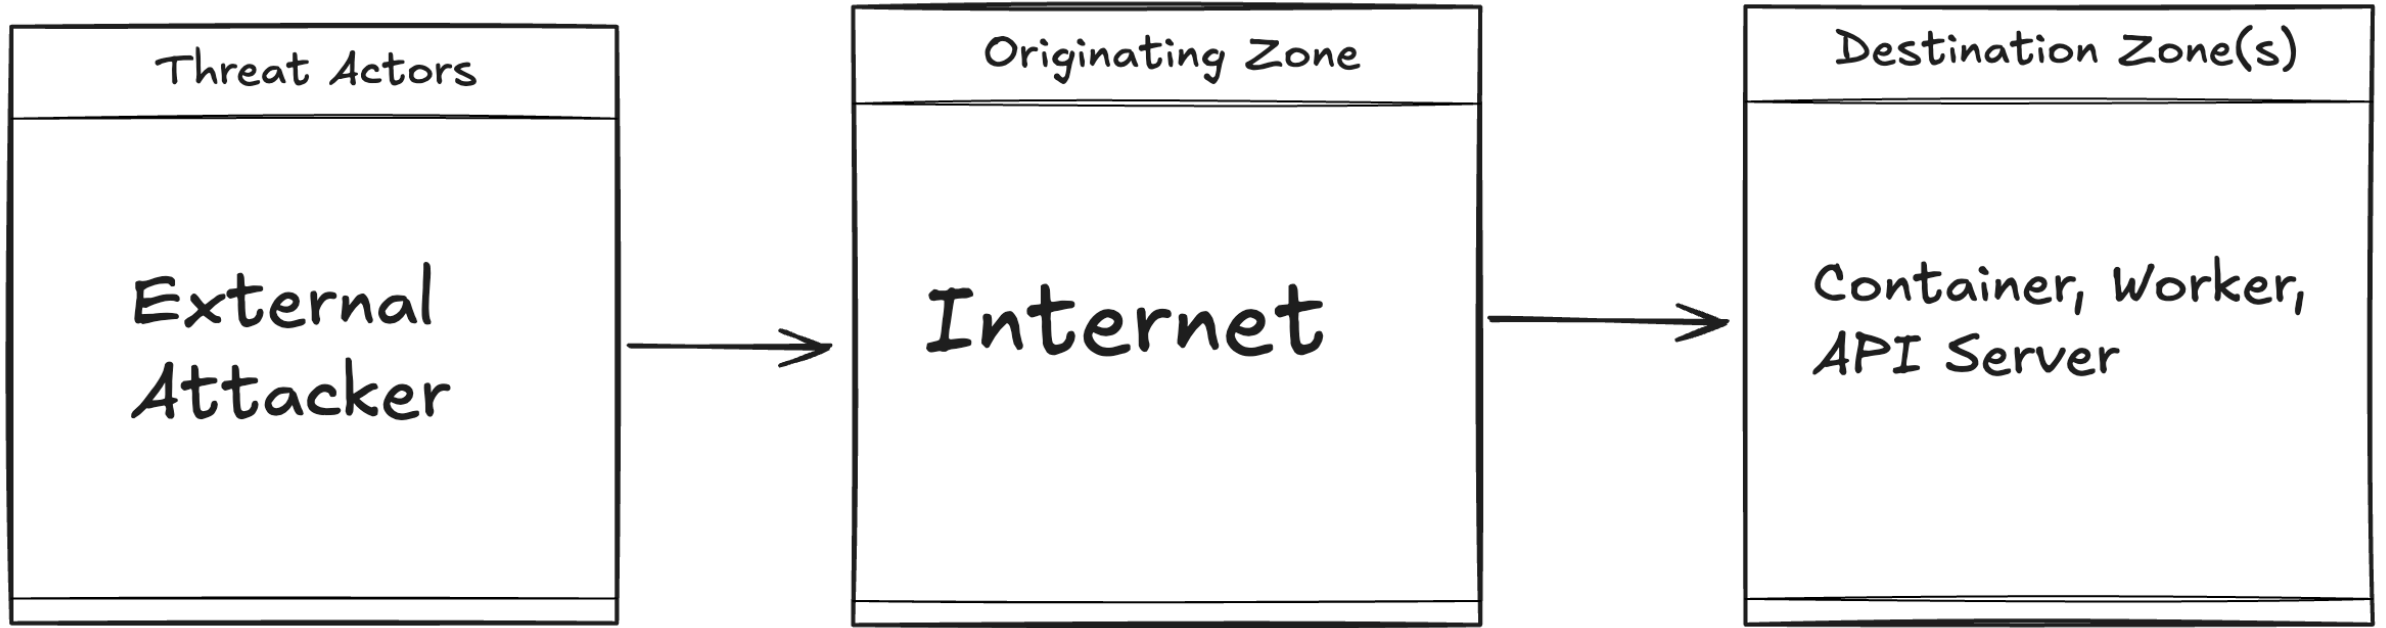 Threat Actors
External
Attacker
Originating Zone
Internet
Destination Zone(s)
Container, Worker,
API Server